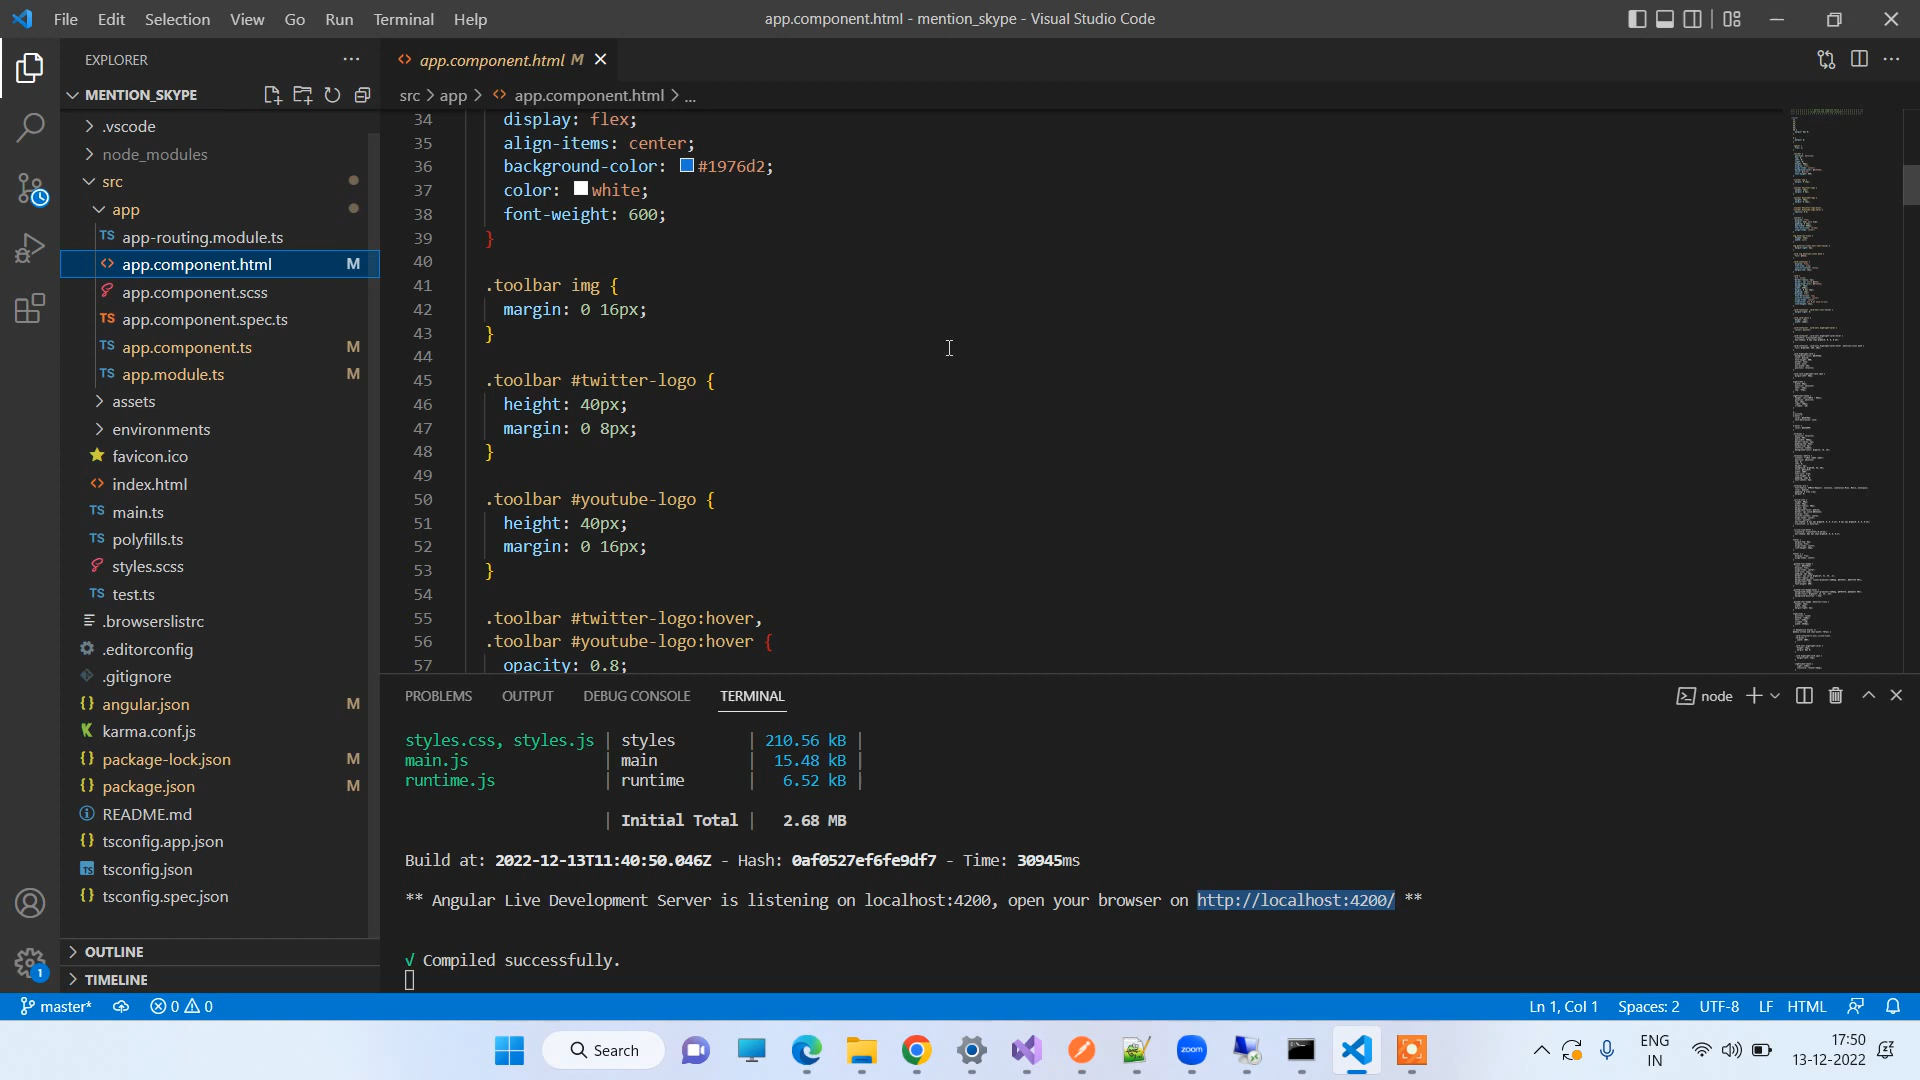 File Edit Selection View Go Run Terminal Help
app.component.html - mention_skype - Visual Studio Code
EXPLORER
MENTION_SKYPE
.vscode
node_modules
src
app
app-routing.module.ts
app.component.html M
app.component.scss
app.component.spec.ts
app.component.ts M
app.module.ts M
assets
environments
favicon.ico
index.html
main.ts
polyfills.ts
styles.scss
test.ts
.browserslistrc
.editorconfig
.gitignore
angular.json M
karma.conf.js
package-lock.json M
package.json M
README.md
tsconfig.app.json
tsconfig.json
tsconfig.spec.json
OUTLINE
TIMELINE
app.component.html M
src > app > app.component.html > ...
34 display: flex;
35 align-items: center;
36 background-color: #1976d2;
37 color: white;
38 font-weight: 600;
39 }
40
41 .toolbar img {
42 margin: 0 16px;
43 }
44
45 .toolbar #twitter-logo {
46 height: 40px;
47 margin: 0 8px;
48 }
49
50 .toolbar #youtube-logo {
51 height: 40px;
52 margin: 0 16px;
53 }
54
55 .toolbar #twitter-logo:hover,
56 .toolbar #youtube-logo:hover {
57 opacity: 0.8;
PROBLEMS OUTPUT DEBUG CONSOLE TERMINAL
node
styles.css, styles.js | styles | 210.56 kB |
main.js | main | 15.48 kB |
runtime.js | runtime | 6.52 kB |
| Initial Total | 2.68 MB
Build at: 2022-12-13T11:40:50.046Z - Hash: 0af0527ef6fe9df7 - Time: 30945ms
** Angular Live Development Server is listening on localhost:4200, open your browser on http://localhost:4200/ **
√ Compiled successfully.
master* 0 0
Ln 1, Col 1 Spaces: 2 UTF-8 LF HTML
1
Search
zoom
ENG
IN
17:50
13-12-2022